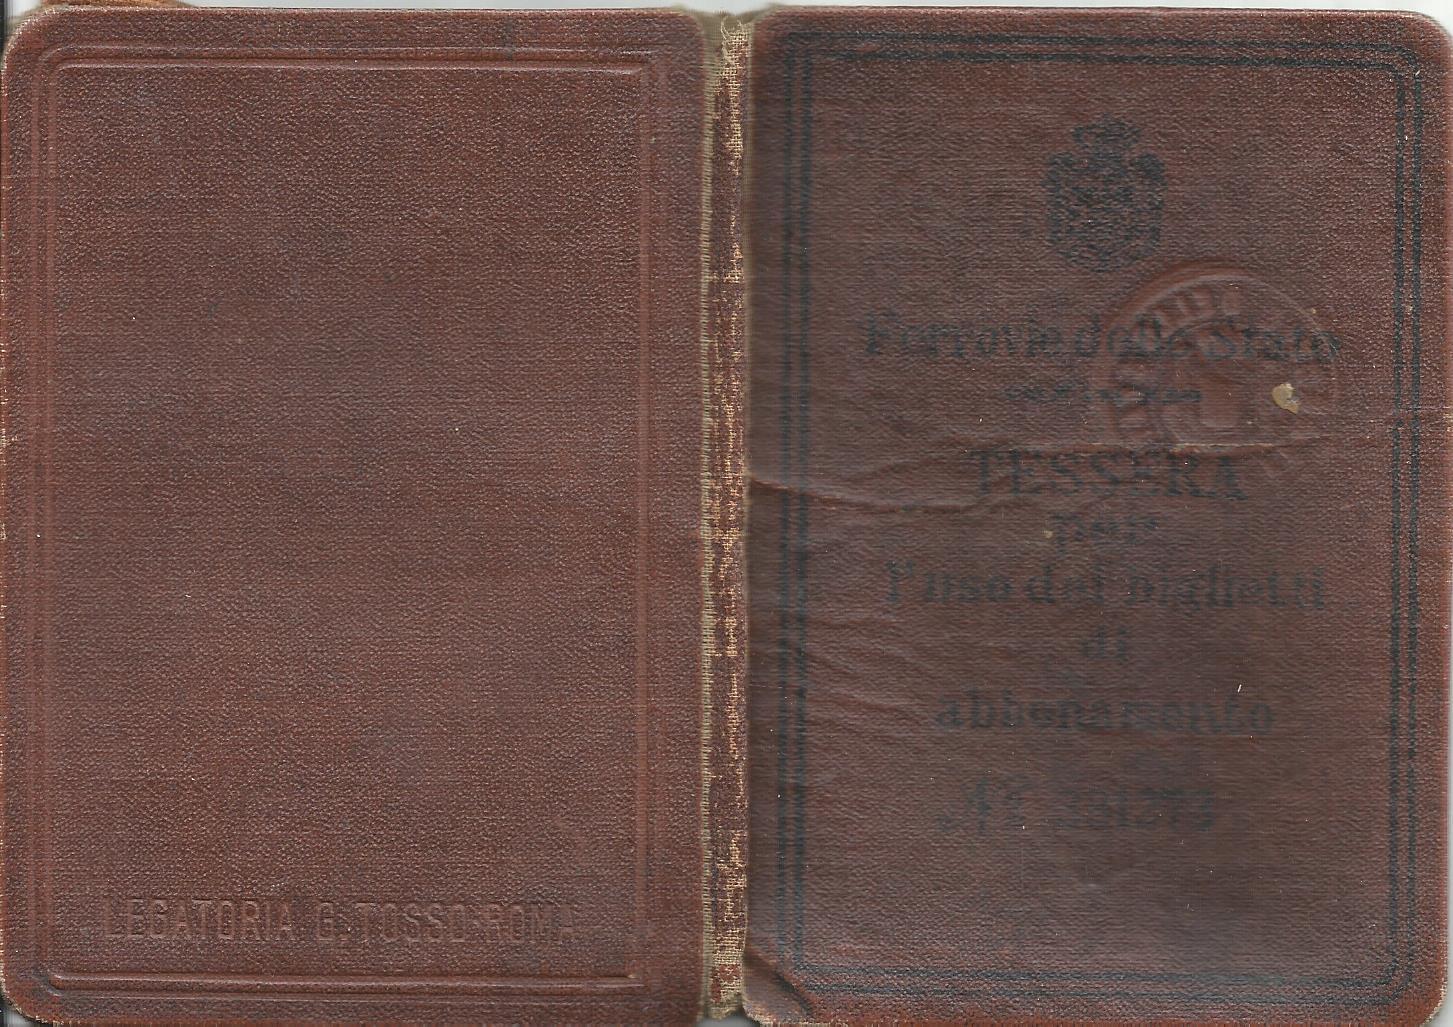 LEGATORIA G. TOSSO-ROMA
Ferrovie dello Stato
TESSERA
per
l'uso dei biglietti
di
abbonamento